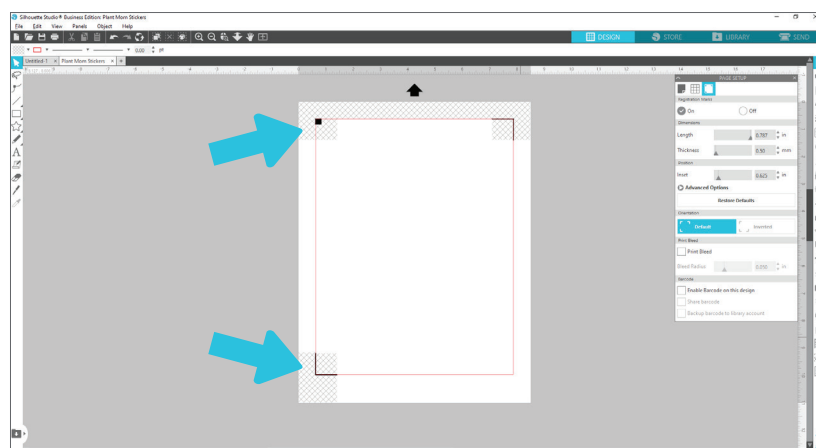 Silhouette Studio® Business Edition: Plant Mom Stickers
File Edit View Panels Object Help
DESIGN STORE LIBRARY SEND
0.00 pt
Untitled-1 × Plant Mom Stickers × +
PAGE SETUP
Registration Marks
On Off
Dimensions
Length 0.787 in
Thickness 0.50 mm
Position
Inset 0.625 in
Advanced Options
Restore Defaults
Orientation
Default Inverted
Print Bleed
Print Bleed
Bleed Radius in
Barcode
Enable Barcode on this design
Share barcode
Backup barcode to library account